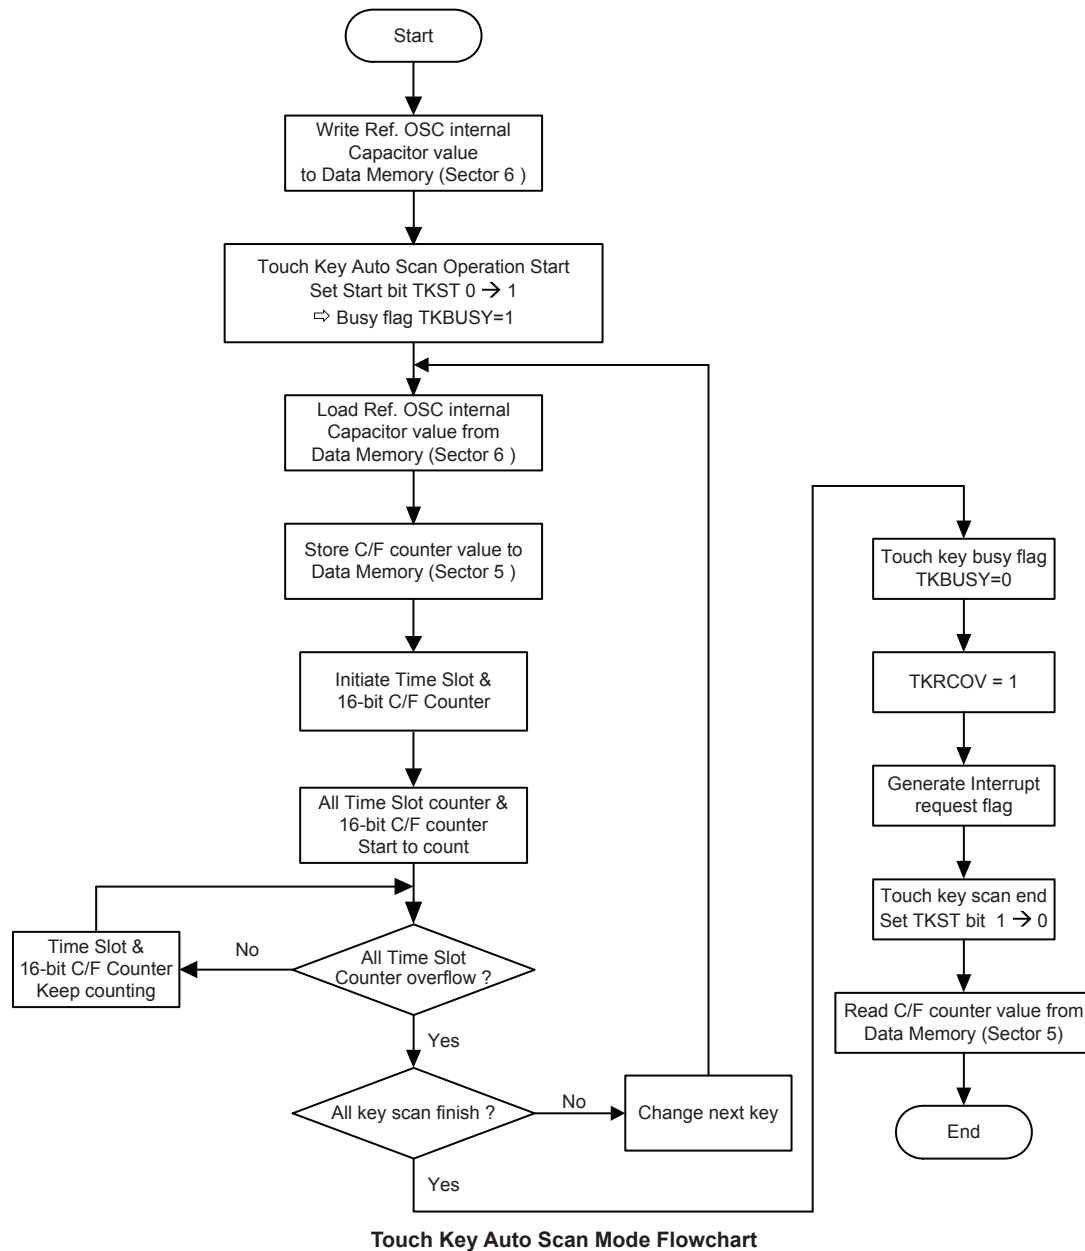 Start
Write Ref. OSC internal
Capacitor value
to Data Memory (Sector 6 )
Touch Key Auto Scan Operation Start
Set Start bit TKST 0 → 1
⇨ Busy flag TKBUSY=1
Load Ref. OSC internal
Capacitor value from
Data Memory (Sector 6 )
Store C/F counter value to
Data Memory (Sector 5 )
Initiate Time Slot &
16-bit C/F Counter
All Time Slot counter &
16-bit C/F counter
Start to count
All Time Slot
Counter overflow ?
No
Time Slot &
16-bit C/F Counter
Keep counting
Yes
All key scan finish ?
No
Change next key
Yes
Touch key busy flag
TKBUSY=0
TKRCOV = 1
Generate Interrupt
request flag
Touch key scan end
Set TKST bit 1 → 0
Read C/F counter value from
Data Memory (Sector 5)
End
Touch Key Auto Scan Mode Flowchart